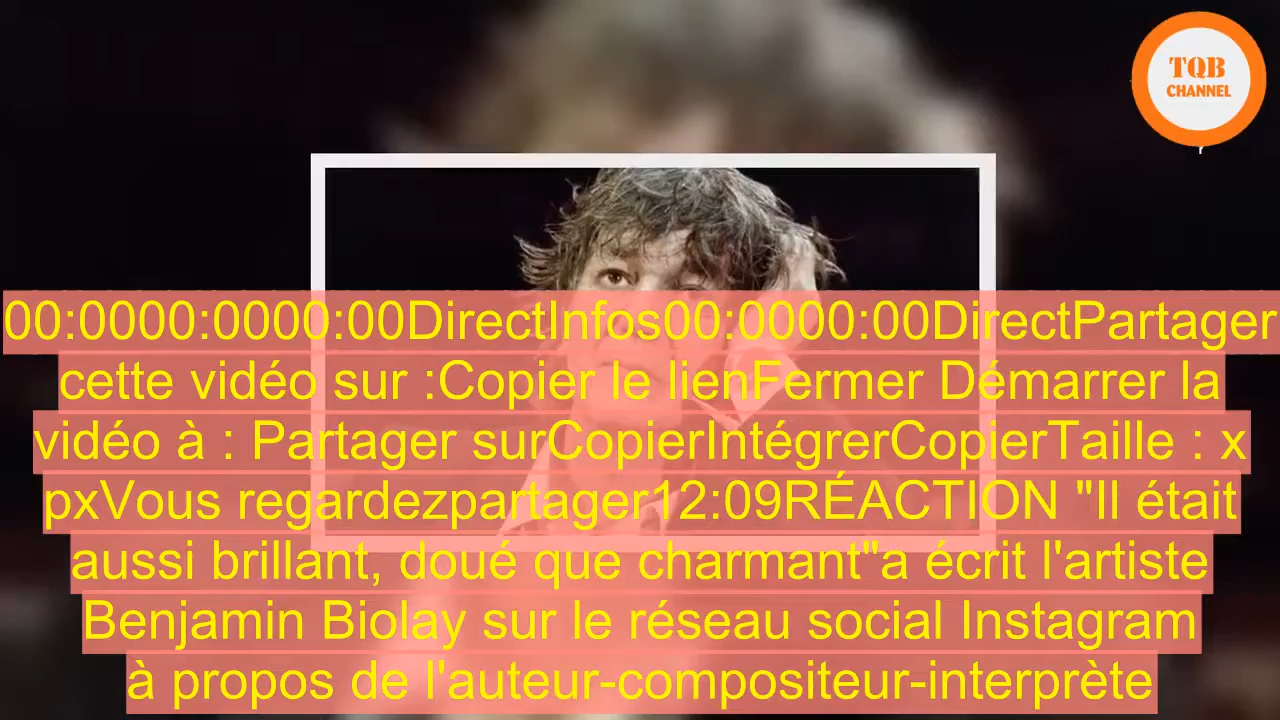 TQB
CHANNEL
00:0000:0000:00DirectInfos00:0000:00DirectPartager
cette vidéo sur :Copier le lienFermer Démarrer la
vidéo à : Partager surCopierIntégrerCopierTaille : x
pxVous regardezpartager12:09RÉACTION "Il était
aussi brillant, doué que charmant"a écrit l'artiste
Benjamin Biolay sur le réseau social Instagram
à propos de l'auteur-compositeur-interprète